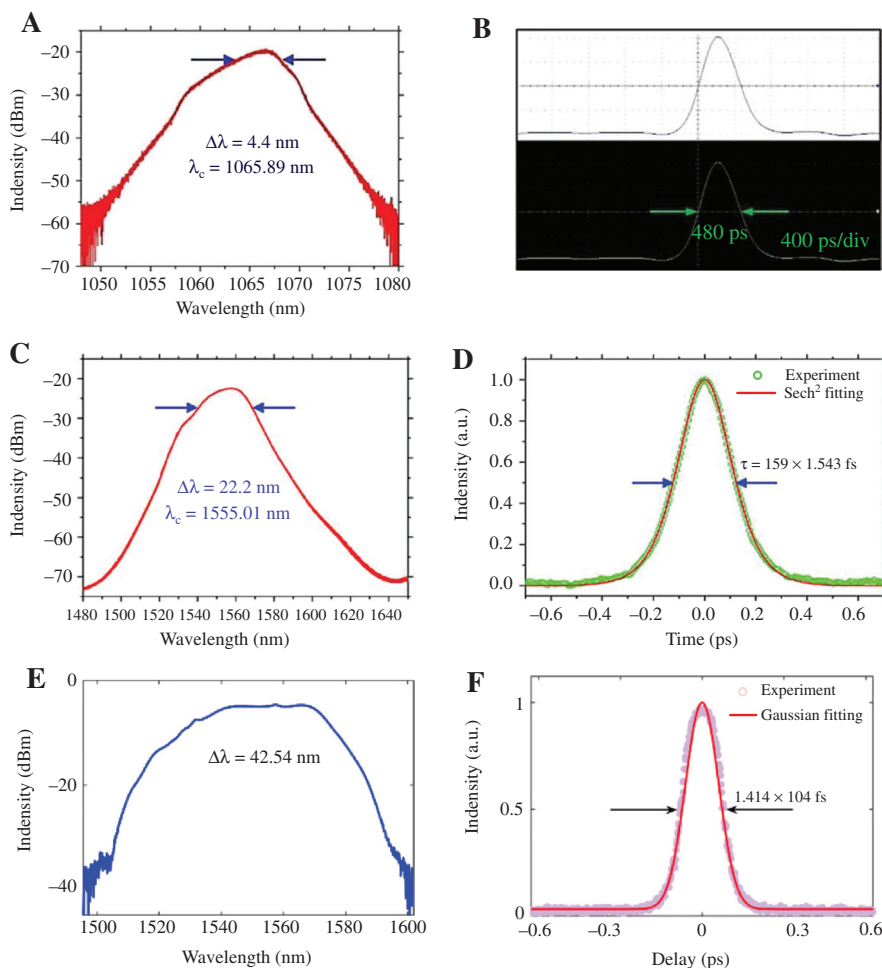 A
Indensity (dBm)
−20
−30
−40
−50
−60
−70
Δλ = 4.4 nm
λc = 1065.89 nm
1050 1055 1060 1065 1070 1075 1080
Wavelength (nm)
B
480 ps
400 ps/div
C
Indensity (dBm)
−20
−30
−40
−50
−60
−70
Δλ = 22.2 nm
λc = 1555.01 nm
1480 1500 1520 1540 1560 1580 1600 1620 1640
Wavelength (nm)
D
Indensity (a.u.)
1.0
0.8
0.6
0.4
0.2
0.0
Experiment
Sech² fitting
τ = 159 × 1.543 fs
−0.6 −0.4 −0.2 0.0 0.2 0.4 0.6
Time (ps)
E
Indensity (dBm)
0
−20
−40
Δλ = 42.54 nm
1500 1520 1540 1560 1580 1600
Wavelength (nm)
F
Indensity (a.u.)
1
0.5
0
Experiment
Gaussian fitting
1.414 × 104 fs
−0.6 −0.3 0 0.3 0.6
Delay (ps)